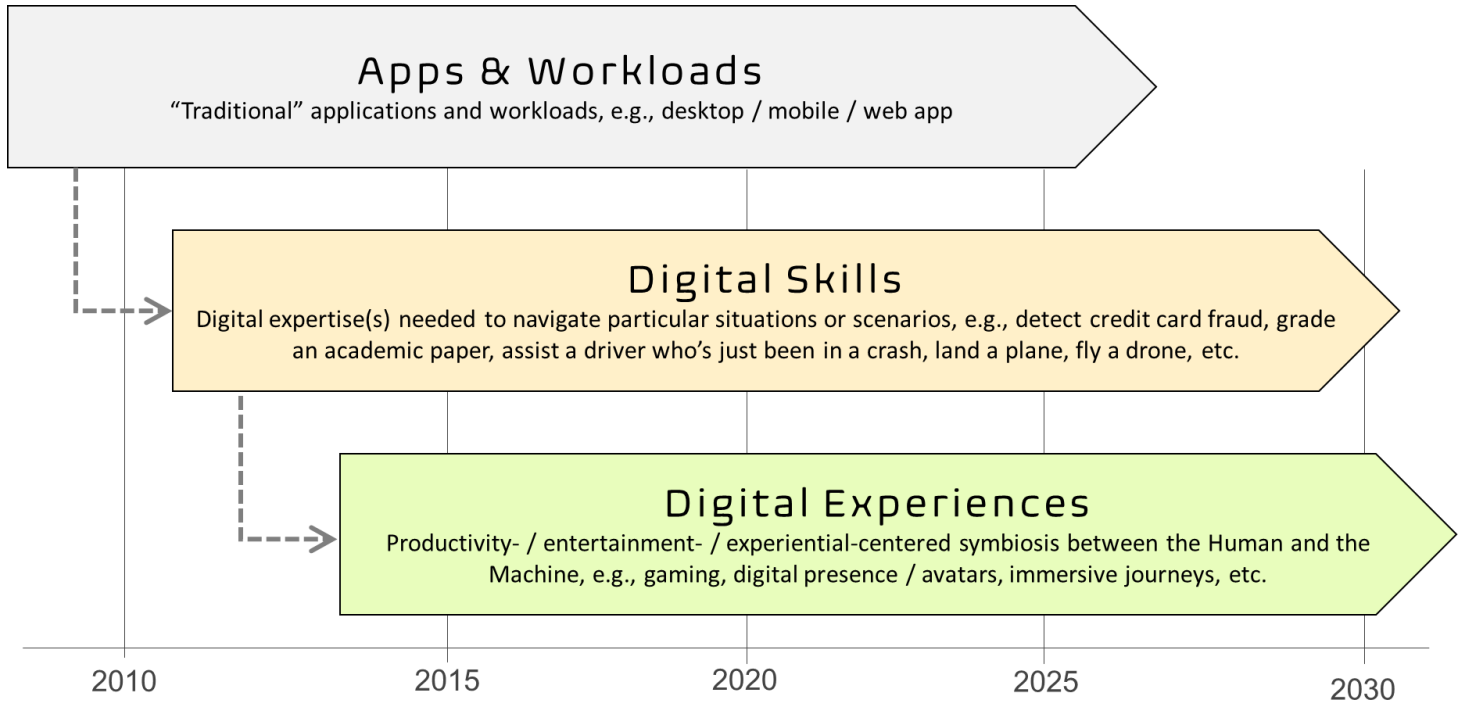 Apps & Workloads
“Traditional” applications and workloads, e.g., desktop / mobile / web app
Digital Skills
Digital expertise(s) needed to navigate particular situations or scenarios, e.g., detect credit card fraud, grade
an academic paper, assist a driver who’s just been in a crash, land a plane, fly a drone, etc.
Digital Experiences
Productivity- / entertainment- / experiential-centered symbiosis between the Human and the
Machine, e.g., gaming, digital presence / avatars, immersive journeys, etc.
2010 2015 2020 2025 2030